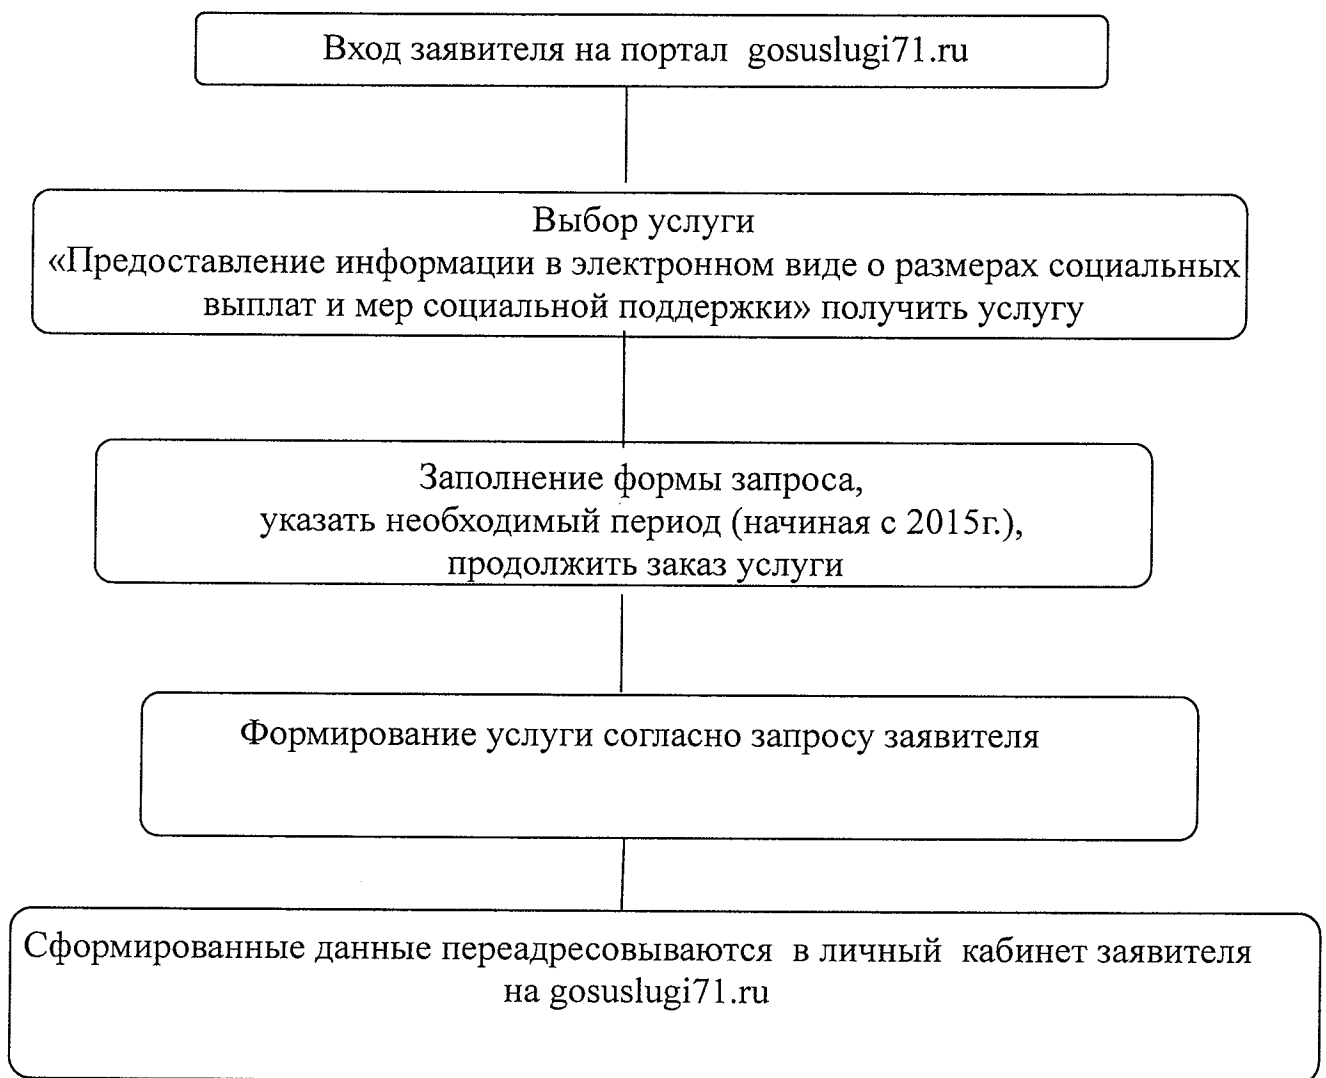 Вход заявителя на портал gosuslugi71.ru
Выбор услуги
«Предоставление информации в электронном виде о размерах социальных
выплат и мер социальной поддержки» получить услугу
Заполнение формы запроса,
указать необходимый период (начиная с 2015г.),
продолжить заказ услуги
Формирование услуги согласно запросу заявителя
Сформированные данные переадресовываются в личный кабинет заявителя
на gosuslugi71.ru